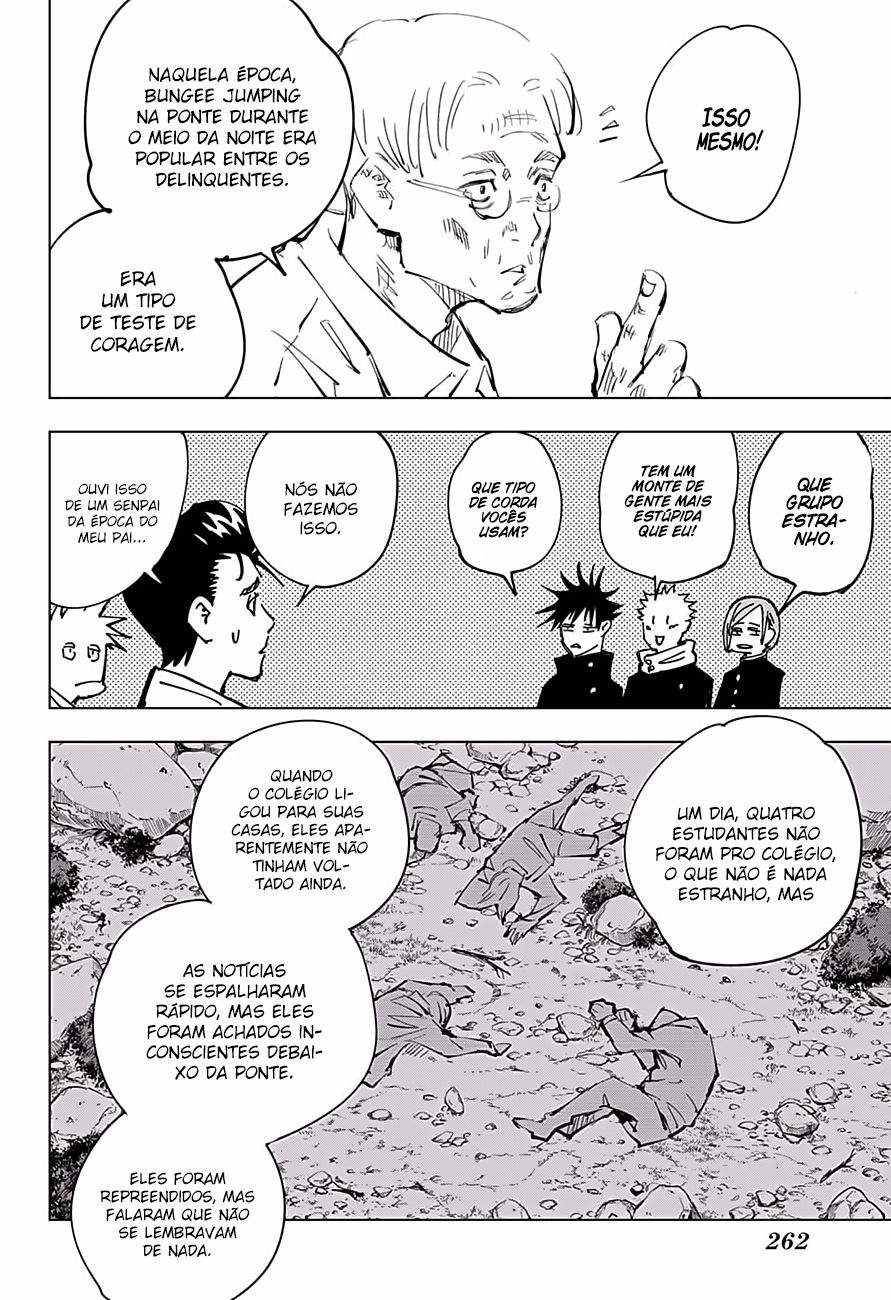 ISSO
MESMO!
NAQUELA ÉPOCA,
BUNGEE JUMPING
NA PONTE DURANTE
O MEIO DA NOITE ERA
POPULAR ENTRE OS
DELINQUENTES.
ERA
UM TIPO
DE TESTE DE
CORAGEM.
QUE
GRUPO
ESTRA-
NHO.
TEM UM
MONTE DE
GENTE MAIS
ESTÚPIDA
QUE EU!
QUE TIPO
DE CORDA
VOCÊS
USAM?
NÓS NÃO
FAZEMOS
ISSO.
OUVI ISSO
DE UM SENPAI
DA ÉPOCA DO
MEU PAI...
UM DIA, QUATRO
ESTUDANTES NÃO
FORAM PRO COLÉGIO,
O QUE NÃO É NADA
ESTRANHO, MAS
QUANDO
O COLÉGIO LI-
GOU PARA SUAS
CASAS, ELES APA-
RENTEMENTE NÃO
TINHAM VOL-
TADO AINDA.
AS NOTÍCIAS
SE ESPALHARAM
RÁPIDO, MAS ELES
FORAM ACHADOS IN-
CONSCIENTES DEBAI-
XO DA PONTE.
ELES FORAM
REPREENDIDOS, MAS
FALARAM QUE NÃO
SE LEMBRAVAM
DE NADA.
262